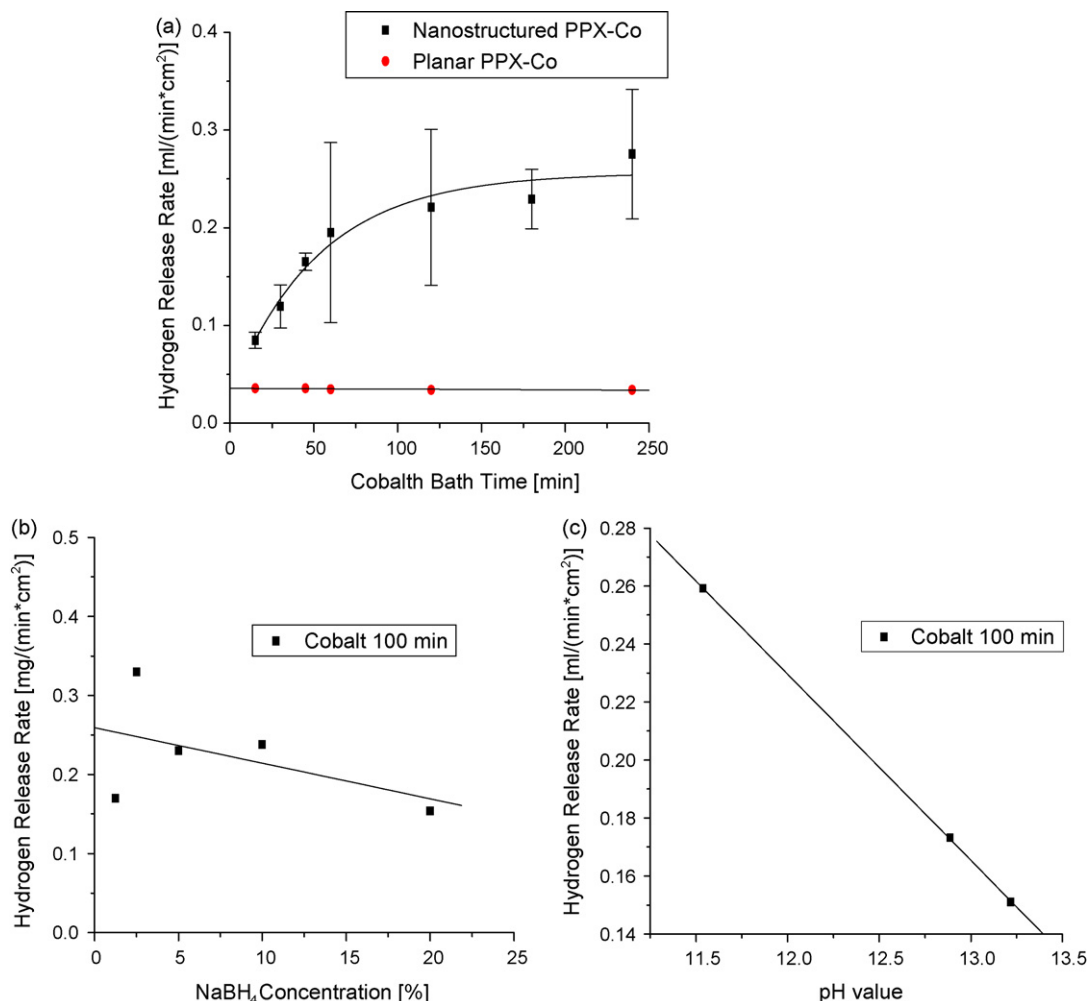 (a)
Nanostructured PPX-Co
Planar PPX-Co
Hydrogen Release Rate [ml/(min*cm²)]
0.4
0.3
0.2
0.1
0.0
0 50 100 150 200 250
Cobalth Bath Time [min]
(b)
Hydrogen Release Rate [mg/(min*cm²)]
0.5
0.4
0.3
0.2
0.1
0.0
Cobalt 100 min
0 5 10 15 20 25
NaBH₄Concentration [%]
(c)
Hydrogen Release Rate [ml/(min*cm²)]
0.28
0.26
0.24
0.22
0.20
0.18
0.16
0.14
Cobalt 100 min
11.5 12.0 12.5 13.0 13.5
pH value